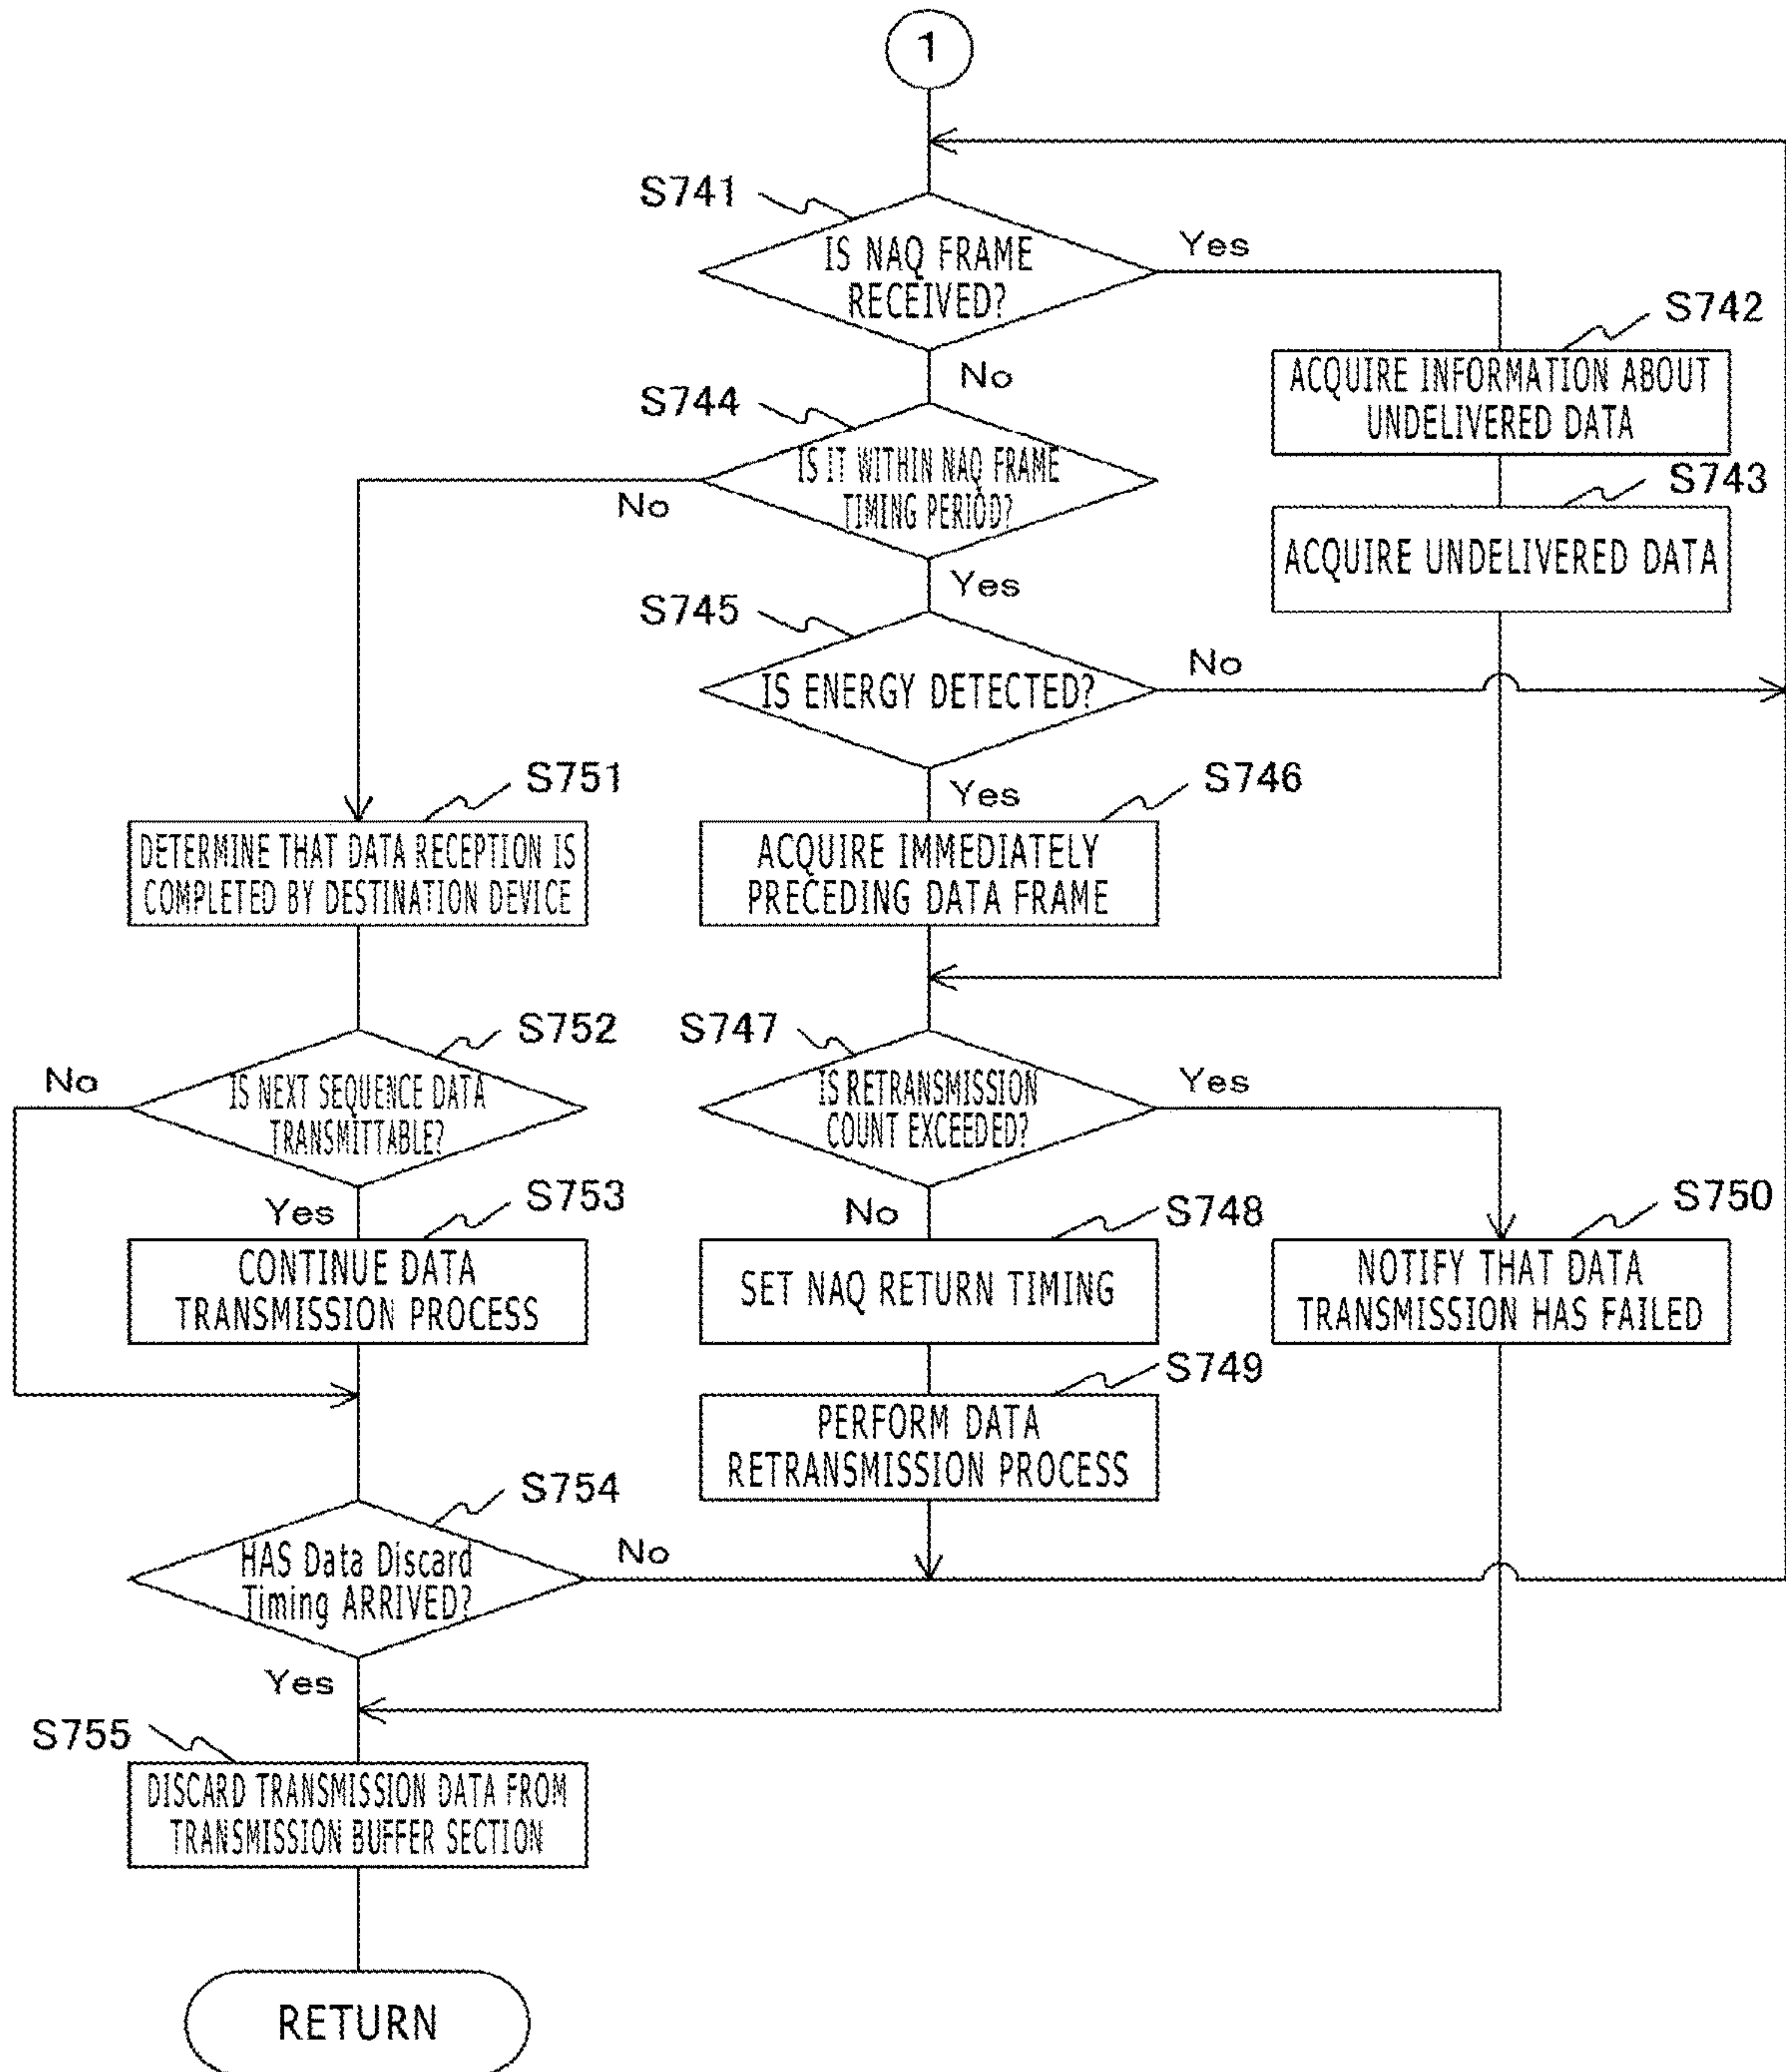 1
S741
IS NAQ FRAME
RECEIVED?
Yes
No
S742
ACQUIRE INFORMATION ABOUT
UNDELIVERED DATA
S743
ACQUIRE UNDELIVERED DATA
S744
IS IT WITHIN NAQ FRAME
TIMING PERIOD?
No
Yes
S745
IS ENERGY DETECTED?
No
Yes
S746
ACQUIRE IMMEDIATELY
PRECEDING DATA FRAME
S751
DETERMINE THAT DATA RECEPTION IS
COMPLETED BY DESTINATION DEVICE
S752
No
IS NEXT SEQUENCE DATA
TRANSMITTABLE?
Yes
S747
IS RETRANSMISSION
COUNT EXCEEDED?
Yes
No
S753
CONTINUE DATA
TRANSMISSION PROCESS
S748
SET NAQ RETURN TIMING
S750
NOTIFY THAT DATA
TRANSMISSION HAS FAILED
S749
PERFORM DATA
RETRANSMISSION PROCESS
S754
HAS Data Discard
Timing ARRIVED?
No
Yes
S755
DISCARD TRANSMISSION DATA FROM
TRANSMISSION BUFFER SECTION
RETURN